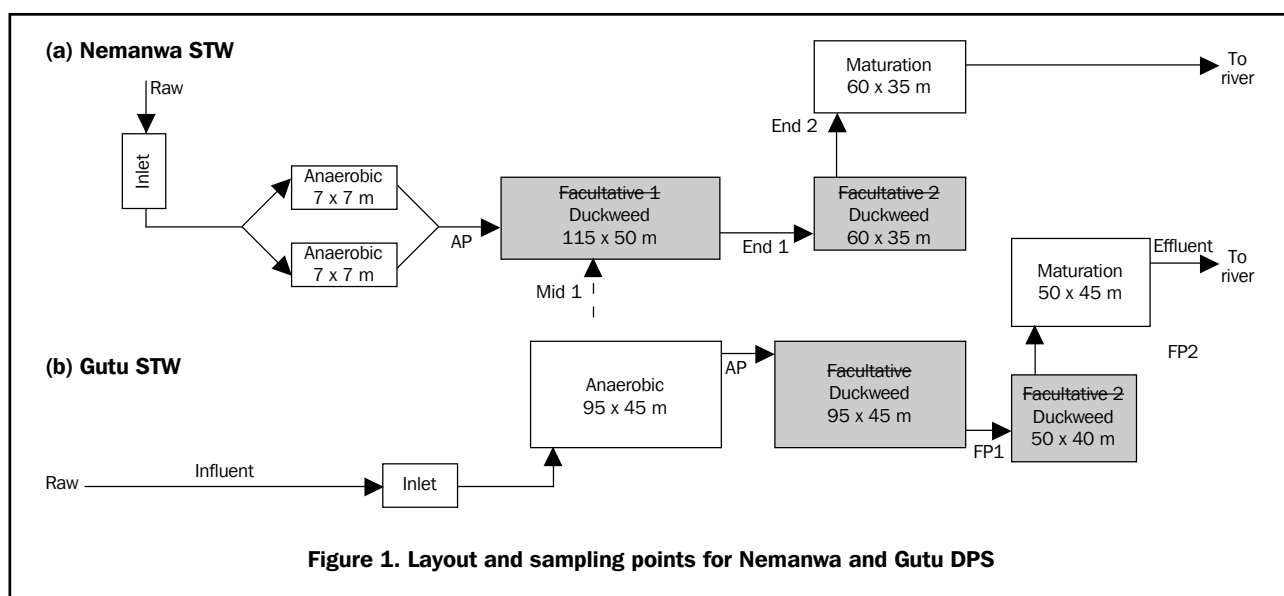 (a) Nemanwa STW
Raw
Inlet
Anaerobic
7 x 7 m
Anaerobic
7 x 7 m
AP
Facultative 1
Duckweed
115 x 50 m
Mid 1
End 1
Facultative 2
Duckweed
60 x 35 m
End 2
Maturation
60 x 35 m
To
river
(b) Gutu STW
Raw
Influent
Inlet
Anaerobic
95 x 45 m
AP
Facultative
Duckweed
95 x 45 m
FP1
Facultative 2
Duckweed
50 x 40 m
FP2
Maturation
50 x 45 m
Effluent
To
river
Figure 1. Layout and sampling points for Nemanwa and Gutu DPS